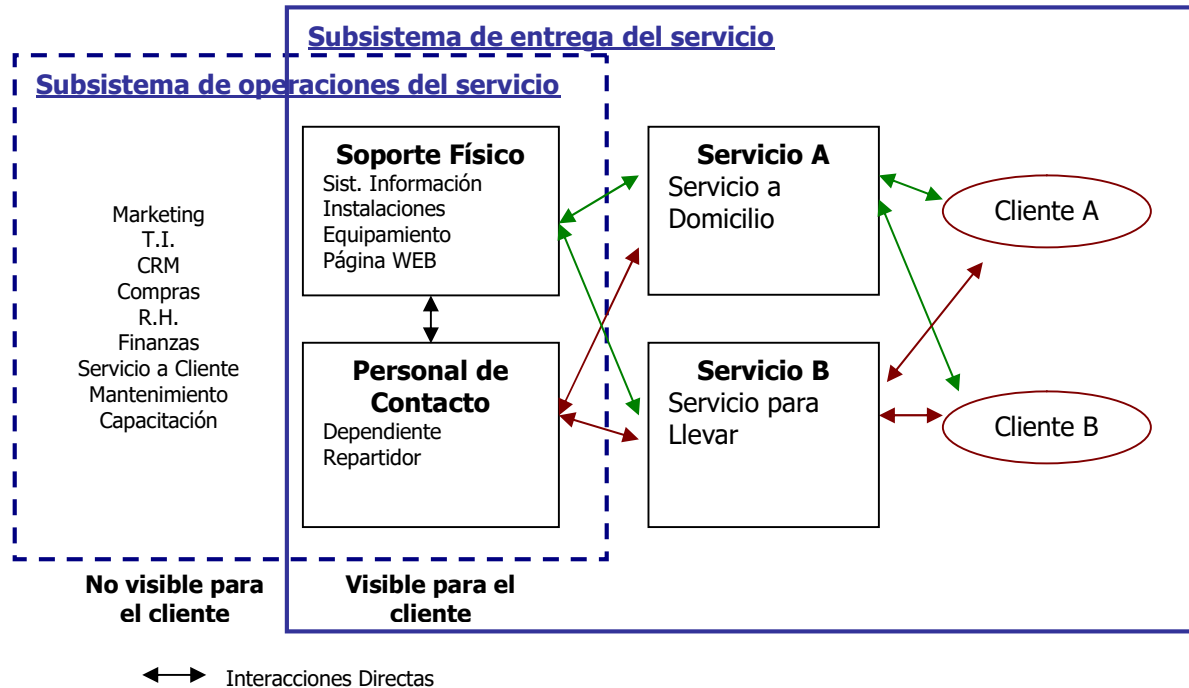 Subsistema de entrega del servicio
Subsistema de operaciones del servicio
Marketing
T.I.
CRM
Compras
R.H.
Finanzas
Servicio a Cliente
Mantenimiento
Capacitación
Soporte Físico
Sist. Información
Instalaciones
Equipamiento
Página WEB
Personal de
Contacto
Dependiente
Repartidor
Servicio A
Servicio a
Domicilio
Servicio B
Servicio para
Llevar
Cliente A
Cliente B
No visible para
el cliente
Visible para el
cliente
Interacciones Directas